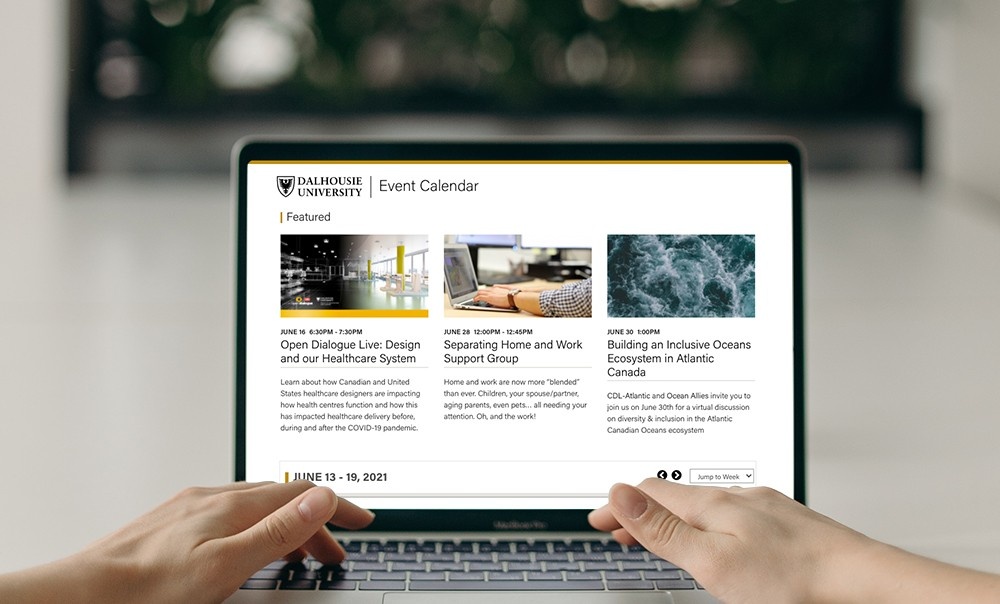 DALHOUSIE
UNIVERSITY
Event Calendar
Featured
JUNE 16 6:30PM - 7:30PM
Open Dialogue Live: Design
and our Healthcare System
Learn about how Canadian and United
States healthcare designers are impacting
how health centres function and how this
has impacted healthcare delivery before,
during and after the COVID-19 pandemic.
JUNE 28 12:00PM - 12:45PM
Separating Home and Work
Support Group
Home and work are now more “blended”
than ever. Children, your spouse/partner,
aging parents, even pets... all needing your
attention. Oh, and the work!
JUNE 30 1:00PM
Building an Inclusive Oceans
Ecosystem in Atlantic
Canada
CDL-Atlantic and Ocean Allies invite you to
join us on June 30th for a virtual discussion
on diversity & inclusion in the Atlantic
Canadian Oceans ecosystem
JUNE 13 - 19, 2021
Jump to Week
MacBook Pro